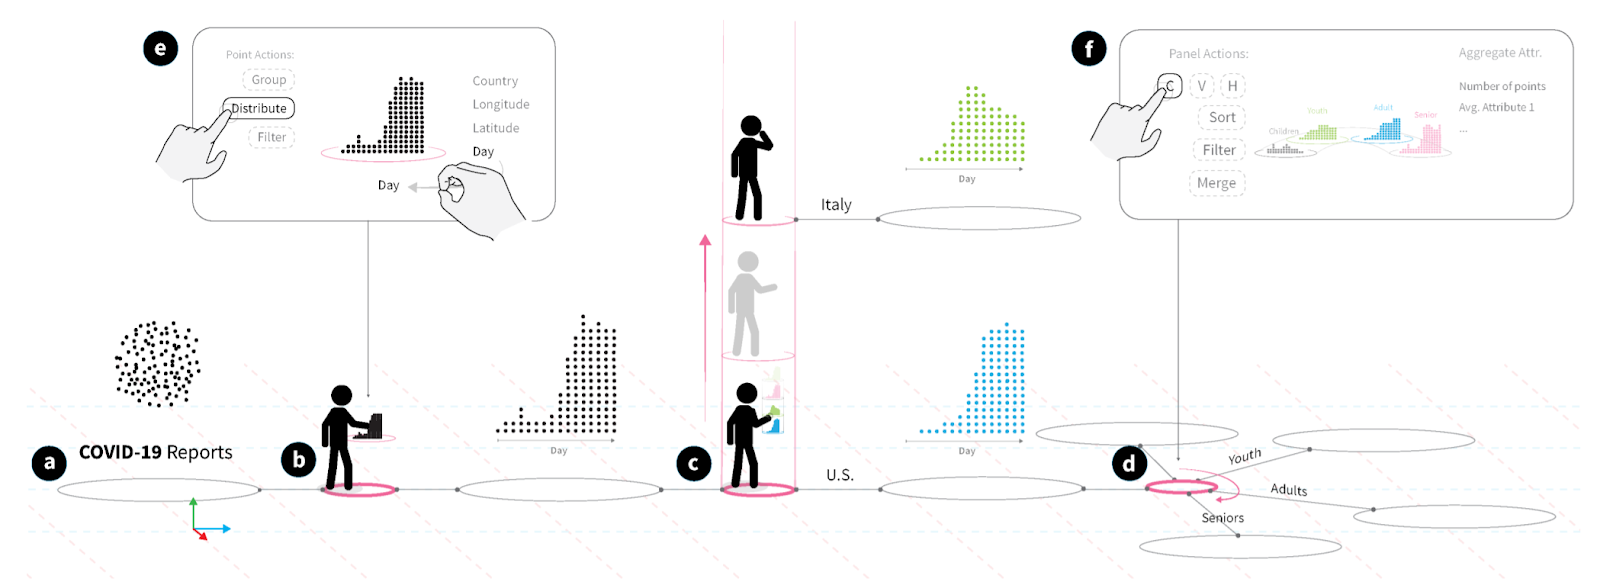 e
Point Actions:
Group
Distribute
Filter
Country
Longitude
Latitude
Day
Day
f
Panel Actions:
C V H
Sort
Filter
Merge
Children
Youth
Adult
Senior
Aggregate Attr.
Number of points
Avg. Attribute 1
...
Day
Italy
a
COVID-19 Reports
b
Day
c
U.S.
Day
d
Youth
Adults
Seniors